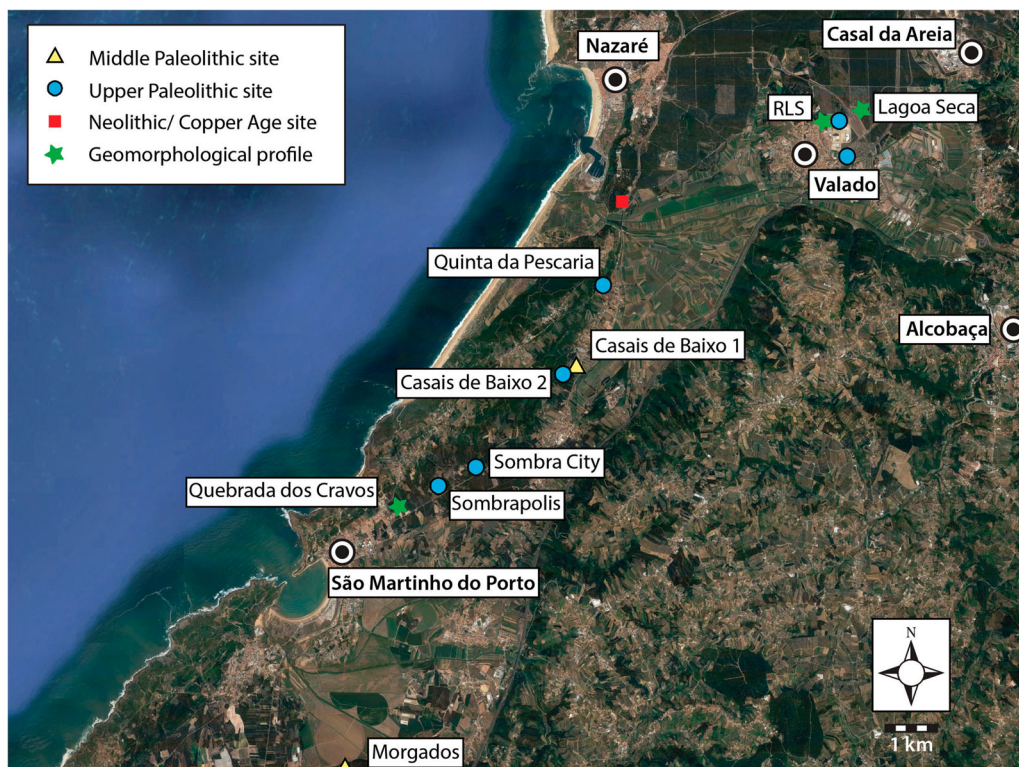 Middle Paleolithic site
Upper Paleolithic site
Neolithic/ Copper Age site
Geomorphological profile
Nazaré
Casal da Areia
RLS
Lagoa Seca
Valado
Quinta da Pescaria
Alcobaça
Casais de Baixo 1
Casais de Baixo 2
Sombra City
Quebrada dos Cravos
Sombrapolis
São Martinho do Porto
N
1 km
Morgados